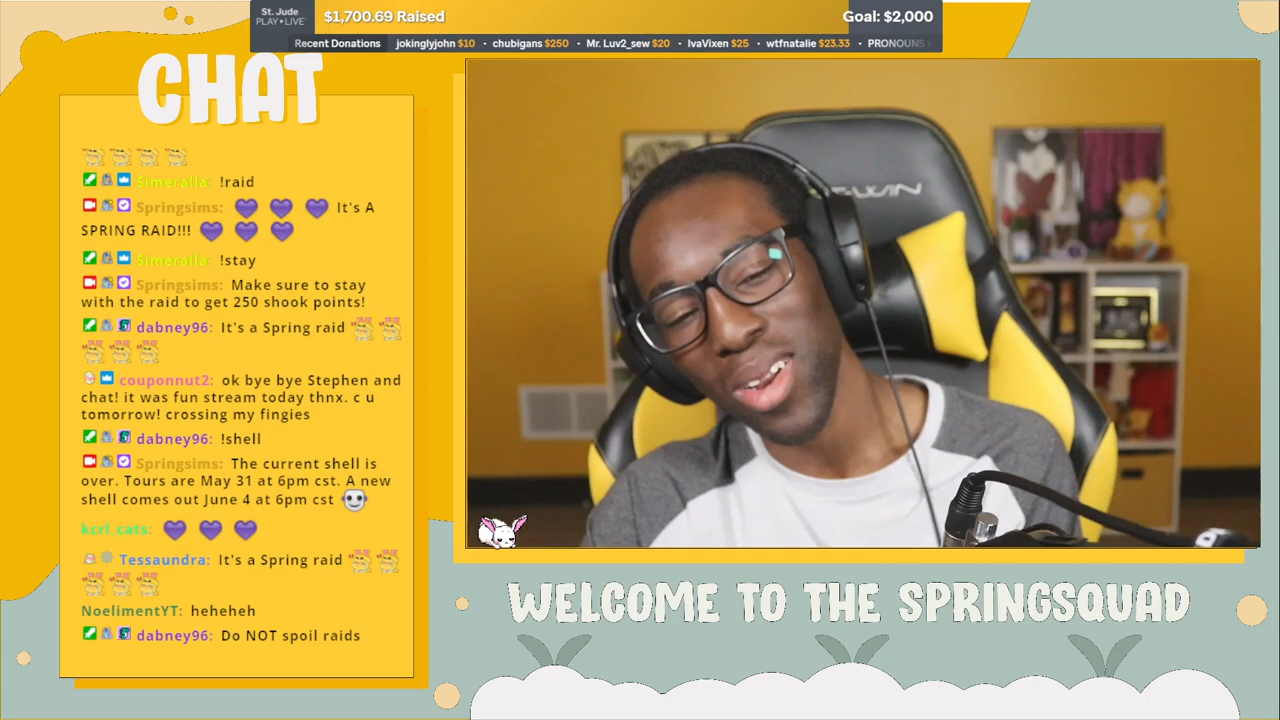 St. Jude
PLAY LIVE
$1,700.69 Raised
Goal: $2,000
Recent Donations jokinglyjohn $10 · chubigans $250 · Mr. Luv2_sew $20 · IvaVixen $25 · wtfnatalie $23.33 · PRONOUNS
CHAT
Simeralla: !raid
Springsims: It's A
SPRING RAID!!!
Simeralla: !stay
Springsims: Make sure to stay
with the raid to get 250 shook points!
dabney96: It's a Spring raid
couponnut2: ok bye bye Stephen and
chat! it was fun stream today thnx. c u
tomorrow! crossing my fingies
dabney96: !shell
Springsims: The current shell is
over. Tours are May 31 at 6pm cst. A new
shell comes out June 4 at 6pm cst
kcrl_cats:
Tessaundra: It's a Spring raid
NoelimentYT: heheheh
dabney96: Do NOT spoil raids
WELCOME TO THE SPRINGSQUAD